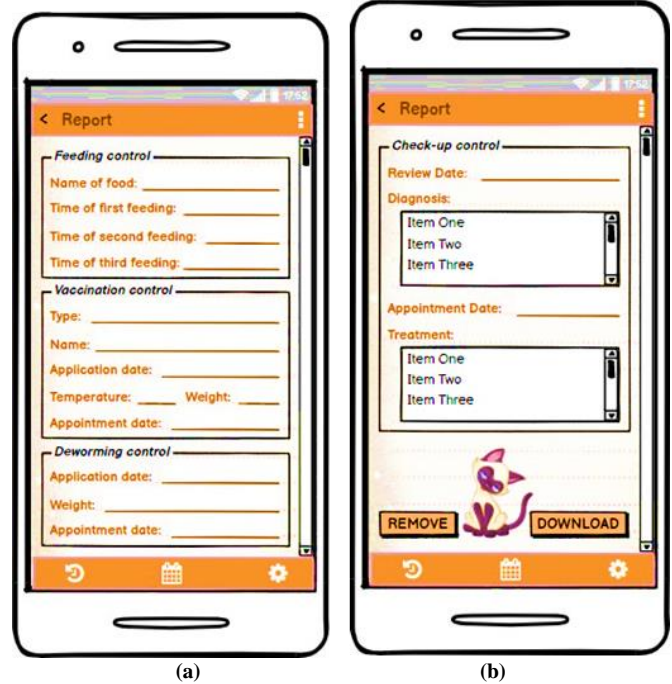 17:52
< Report
Feeding control
Name of food:
Time of first feeding:
Time of second feeding:
Time of third feeding:
Vaccination control
Type:
Name:
Application date:
Temperature: Weight:
Appointment date:
Deworming control
Application date:
Weight:
Appointment date:
(a)
17:52
< Report
Check-up control
Review Date:
Diagnosis:
Item One
Item Two
Item Three
Appointment Date:
Treatment:
Item One
Item Two
Item Three
REMOVE DOWNLOAD
(b)